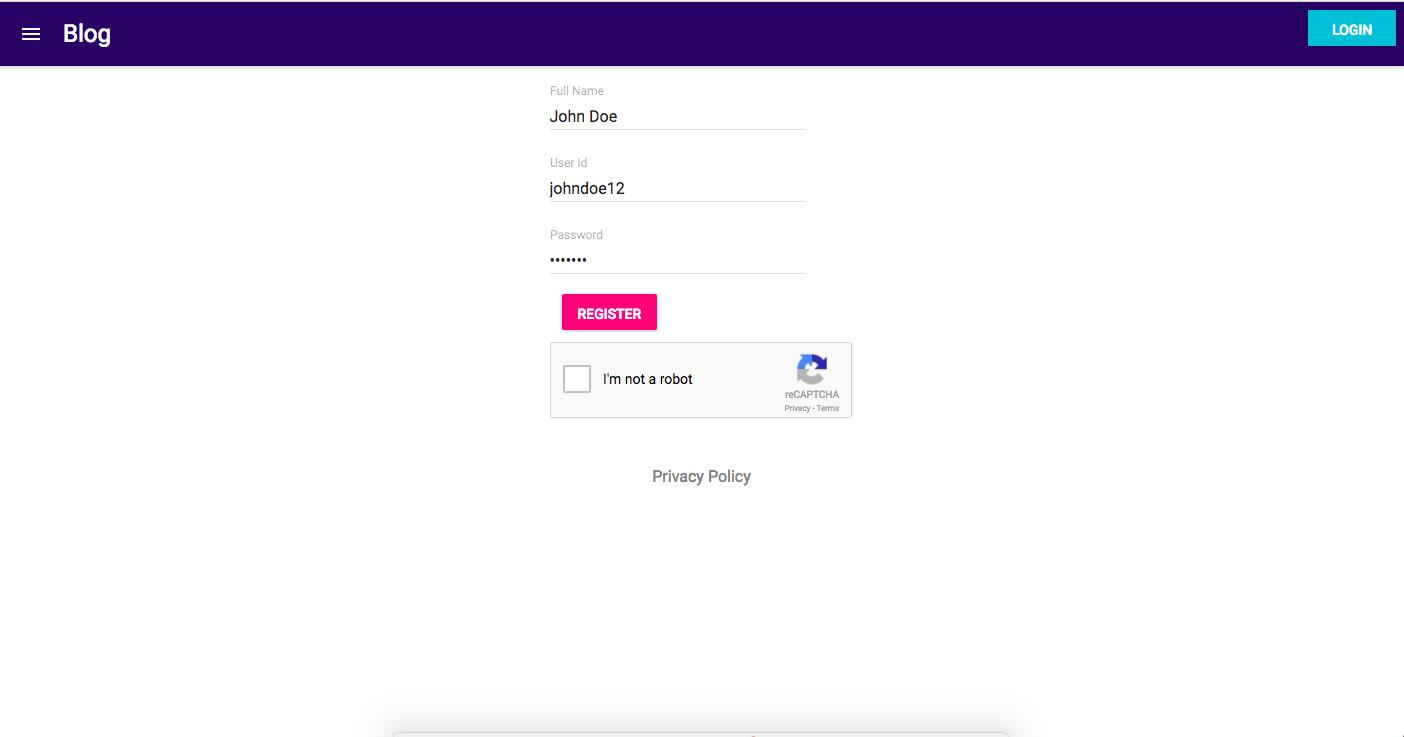 Blog
LOGIN
Full Name
John Doe
User Id
johndoe12
Password
•••••••
REGISTER
I'm not a robot
reCAPTCHA
Privacy - Terms
Privacy Policy